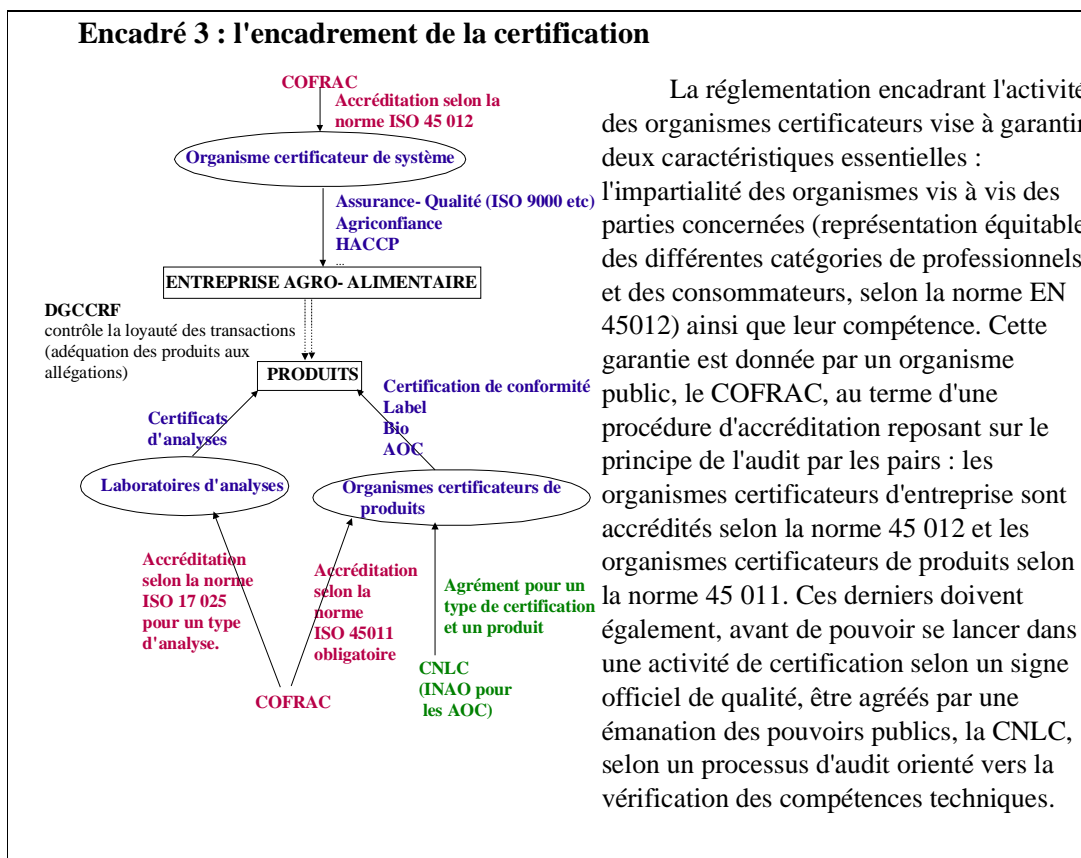 Encadré 3 : l'encadrement de la certification
COFRAC
Accréditation selon la
norme ISO 45 012
Organisme certificateur de système
Assurance- Qualité (ISO 9000 etc)
Agriconfiance
HACCP
...
ENTREPRISE AGRO- ALIMENTAIRE
DGCCRF
contrôle la loyauté des transactions
(adéquation des produits aux
allégations)
PRODUITS
Certification de conformité
Label
Bio
AOC
Certificats
d'analyses
Laboratoires d'analyses
Organismes certificateurs de
produits
Accréditation
selon la norme
ISO 17 025
pour un type
d'analyse.
Accréditation
selon la
norme
ISO 45011
obligatoire
Agrément pour un
type de certification
et un produit
CNLC
(INAO pour
les AOC)
COFRAC
La réglementation encadrant l'activité
des organismes certificateurs vise à garantir
deux caractéristiques essentielles :
l'impartialité des organismes vis à vis des
parties concernées (représentation équitable
des différentes catégories de professionnels
et des consommateurs, selon la norme EN
45012) ainsi que leur compétence. Cette
garantie est donnée par un organisme
public, le COFRAC, au terme d'une
procédure d'accréditation reposant sur le
principe de l'audit par les pairs : les
organismes certificateurs d'entreprise sont
accrédités selon la norme 45 012 et les
organismes certificateurs de produits selon
la norme 45 011. Ces derniers doivent
également, avant de pouvoir se lancer dans
une activité de certification selon un signe
officiel de qualité, être agréés par une
émanation des pouvoirs publics, la CNLC,
selon un processus d'audit orienté vers la
vérification des compétences techniques.